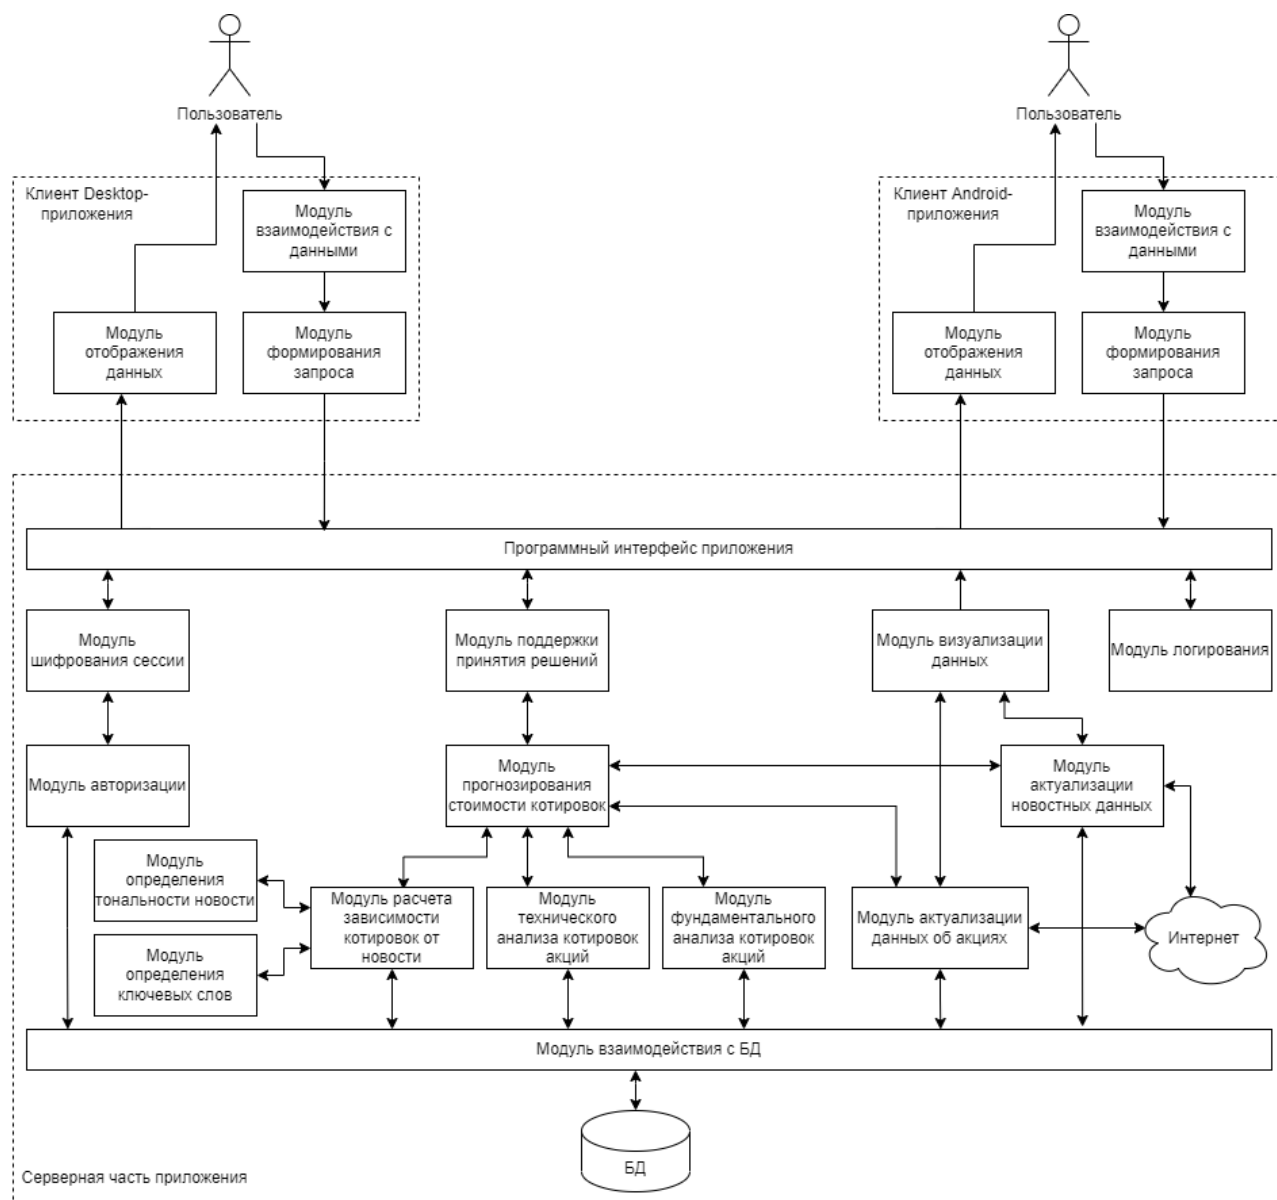 Пользователь
Пользователь
Клиент Desktop-
приложения
Модуль
взаимодействия с
данными
Модуль
отображения
данных
Модуль
формирования
запроса
Клиент Android-
приложения
Модуль
взаимодействия с
данными
Модуль
отображения
данных
Модуль
формирования
запроса
Программный интерфейс приложения
Модуль
шифрования сессии
Модуль поддержки
принятия решений
Модуль визуализации
данных
Модуль логирования
Модуль авторизации
Модуль
прогнозирования
стоимости котировок
Модуль
актуализации
новостных данных
Модуль
определения
тональности новости
Модуль
определения
ключевых слов
Модуль расчета
зависимости
котировок от
новости
Модуль
технического
анализа котировок
акций
Модуль
фундаментального
анализа котировок
акций
Модуль актуализации
данных об акциях
Интернет
Модуль взаимодействия с БД
БД
Серверная часть приложения